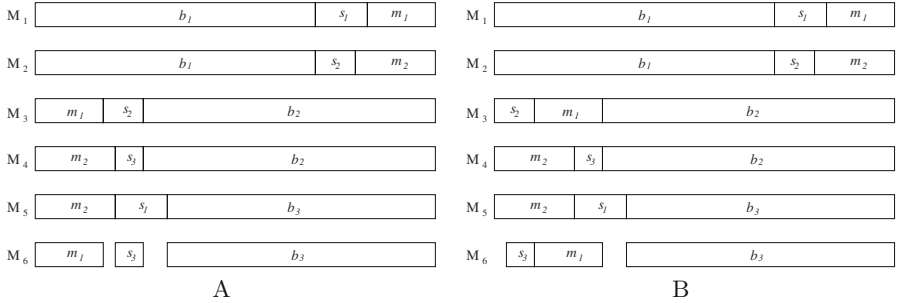 M1 b1 s1 m1 M1 b1 s1 m1
M2 b1 s2 m2 M2 b1 s2 m2
M3 m1 s2 b2 M3 s2 m1 b2
M4 m2 s3 b2 M4 m2 s3 b2
M5 m2 s1 b3 M5 m2 s1 b3
M6 m1 s3 b3 M6 s3 m1 b3
A B